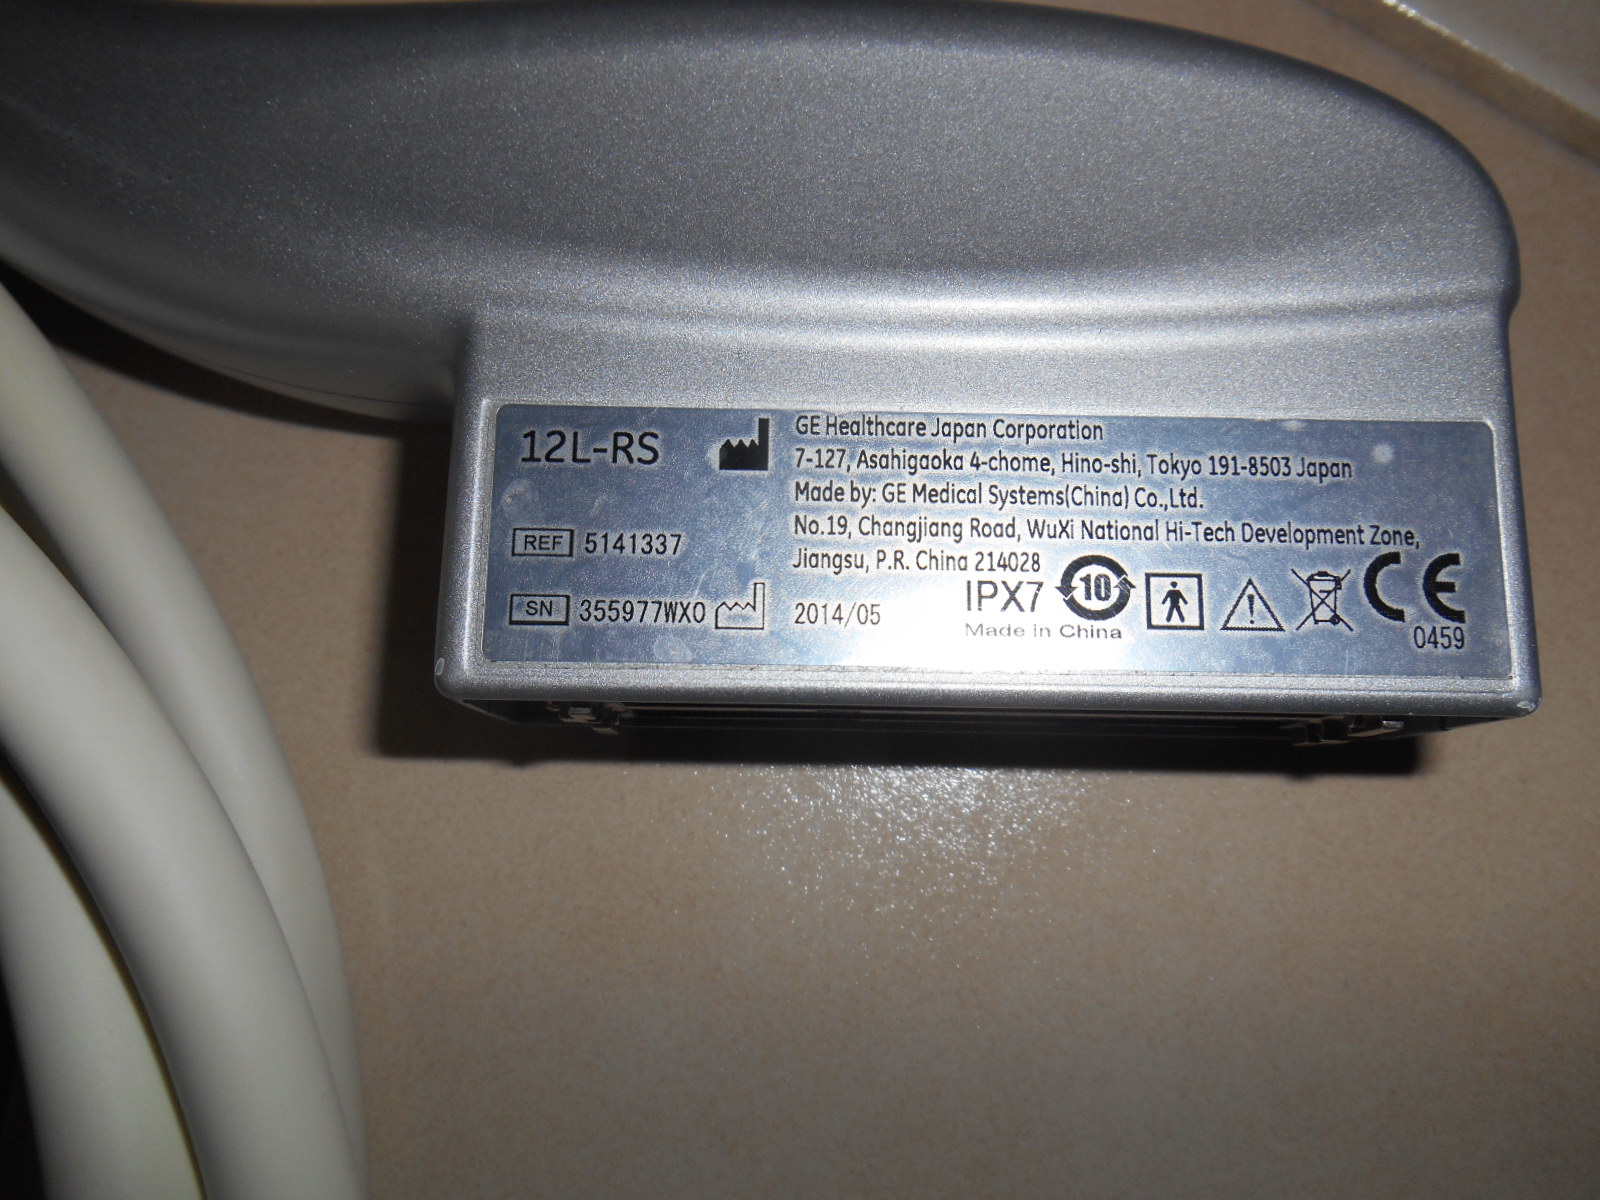 12L-RS
REF 5141337
SN 355977WX0
GE Healthcare Japan Corporation
7-127, Asahigaoka 4-chome, Hino-shi, Tokyo 191-8503 Japan
Made by: GE Medical Systems(China) Co.,Ltd.
No.19, Changjiang Road, WuXi National Hi-Tech Development Zone,
Jiangsu, P.R. China 214028
2014/05
IPX7
10
Made in China
CE
0459